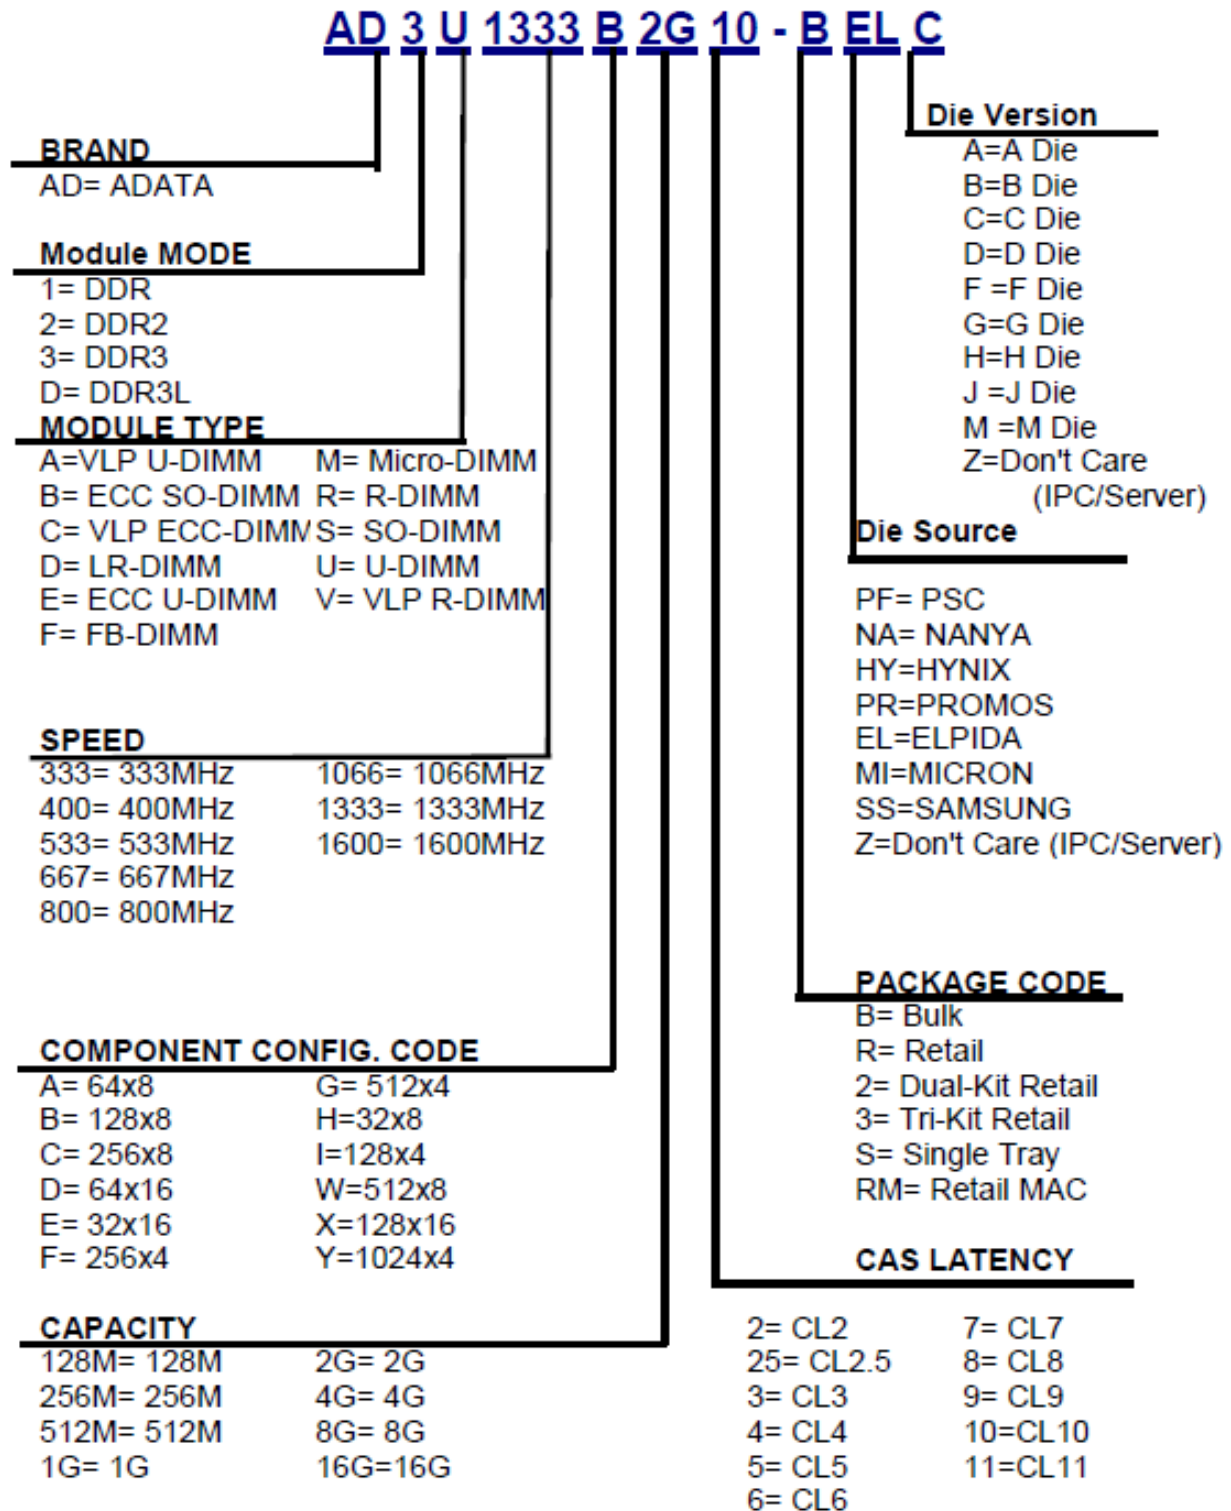 AD 3 U 1333 B 2G 10 - B EL C
BRAND
AD= ADATA
Module MODE
1= DDR
2= DDR2
3= DDR3
D= DDR3L
MODULE TYPE
A=VLP U-DIMM M= Micro-DIMM
B= ECC SO-DIMM R= R-DIMM
C= VLP ECC-DIMM S= SO-DIMM
D= LR-DIMM U= U-DIMM
E= ECC U-DIMM V= VLP R-DIMM
F= FB-DIMM
SPEED
333= 333MHz 1066= 1066MHz
400= 400MHz 1333= 1333MHz
533= 533MHz 1600= 1600MHz
667= 667MHz
800= 800MHz
COMPONENT CONFIG. CODE
A= 64x8 G= 512x4
B= 128x8 H=32x8
C= 256x8 I=128x4
D= 64x16 W=512x8
E= 32x16 X=128x16
F= 256x4 Y=1024x4
CAPACITY
128M= 128M 2G= 2G
256M= 256M 4G= 4G
512M= 512M 8G= 8G
1G= 1G 16G=16G
Die Version
A=A Die
B=B Die
C=C Die
D=D Die
F =F Die
G=G Die
H=H Die
J =J Die
M =M Die
Z=Don't Care
(IPC/Server)
Die Source
PF= PSC
NA= NANYA
HY=HYNIX
PR=PROMOS
EL=ELPIDA
MI=MICRON
SS=SAMSUNG
Z=Don't Care (IPC/Server)
PACKAGE CODE
B= Bulk
R= Retail
2= Dual-Kit Retail
3= Tri-Kit Retail
S= Single Tray
RM= Retail MAC
CAS LATENCY
2= CL2 7= CL7
25= CL2.5 8= CL8
3= CL3 9= CL9
4= CL4 10=CL10
5= CL5 11=CL11
6= CL6